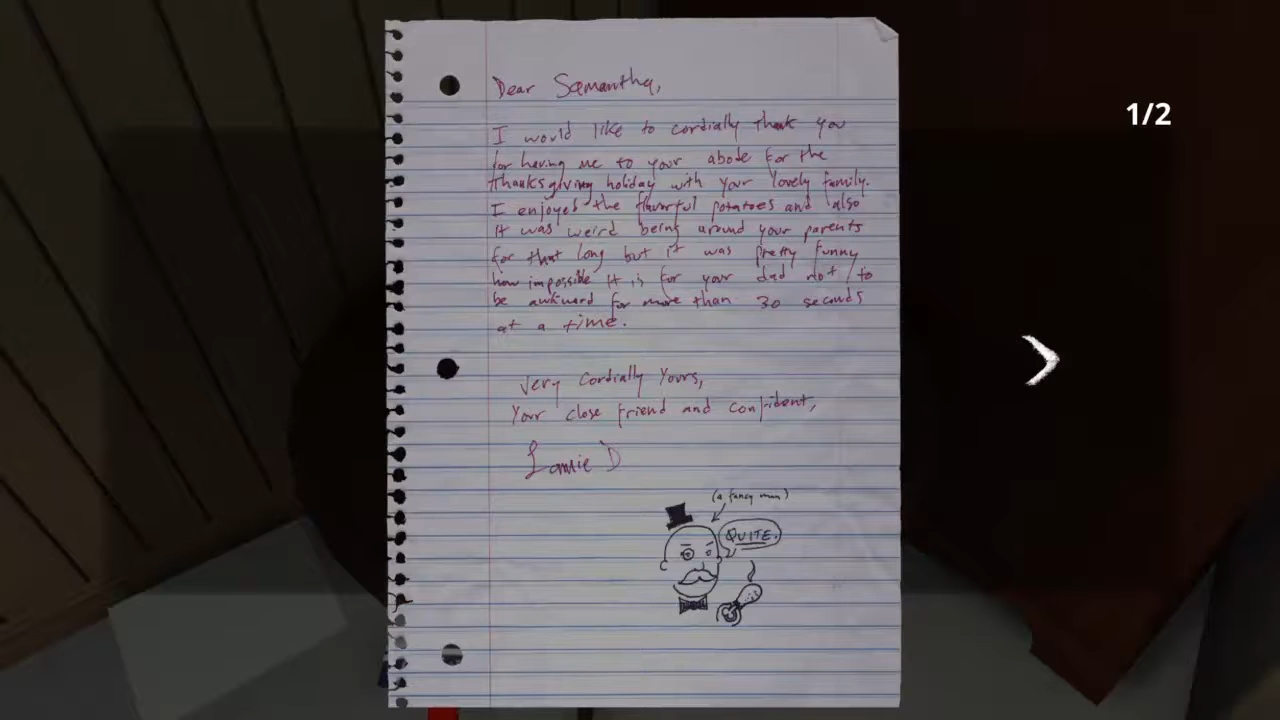 1/2
Dear Samantha,
I would like to cordially thank you
for having me to your abode for the
thanksgiving holiday with your lovely family.
I enjoyed the flavorful potatoes and also
it was weird being around your parents
for that long but it was pretty funny
how impossible it is for your dad not to
be awkward for more than 30 seconds
at a time.
Very Cordially Yours,
Your close friend and confident,
Lonnie D
(a fancy man)
QUITE.